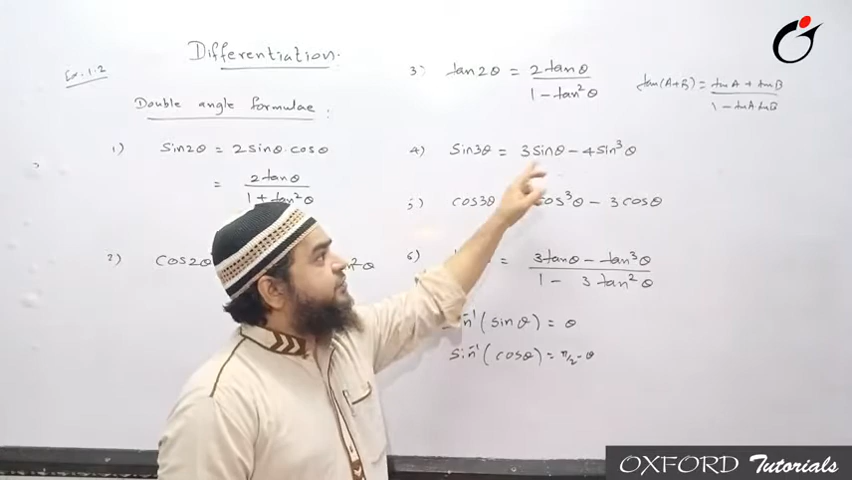 Differentiation.
Ex. 1.2
Double angle formulae :
1) sin2θ = 2sinθ.cosθ
= 2tanθ / 1+tan²θ
2) cos2θ
3) tan2θ = 2tanθ / 1-tan²θ
tan(A+B) = tanA + tanB / 1-tanA tanB
4) sin3θ = 3sinθ - 4sin³θ
5) cos3θ cos³θ - 3cosθ
6) = 3tanθ - tan³θ / 1 - 3tan²θ
(sinθ) = θ
sin⁻¹(cosθ) = π/2-θ
OXFORD Tutorials